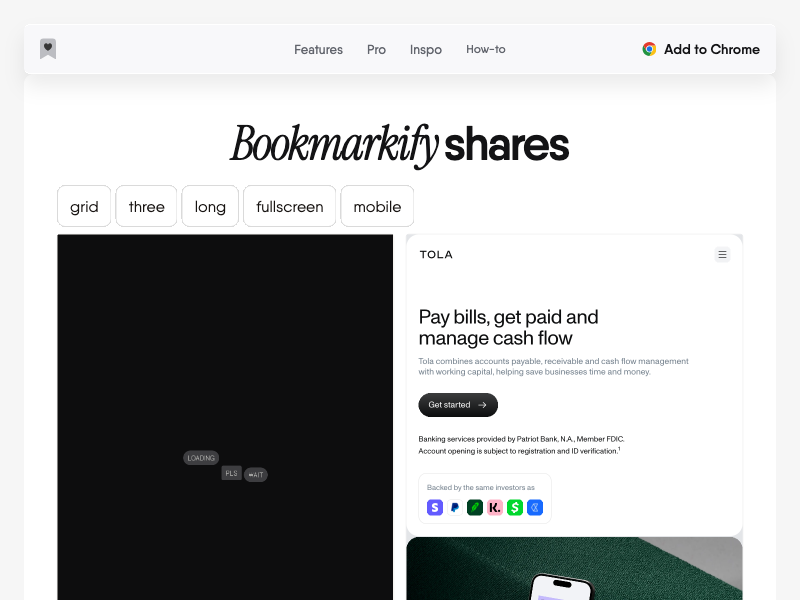 Features
Pro
Inspo
How-to
Add to Chrome
Bookmarkify shares
grid
three
long
fullscreen
mobile
LOADING
PLS
WAIT
TOLA
Pay bills, get paid and
manage cash flow
Tola combines accounts payable, receivable and cash flow management
with working capital, helping save businesses time and money.
Get started
Banking services provided by Patriot Bank, N.A., Member FDIC.
Account opening is subject to registration and ID verification.¹
Backed by the same investors as
S
K.
$